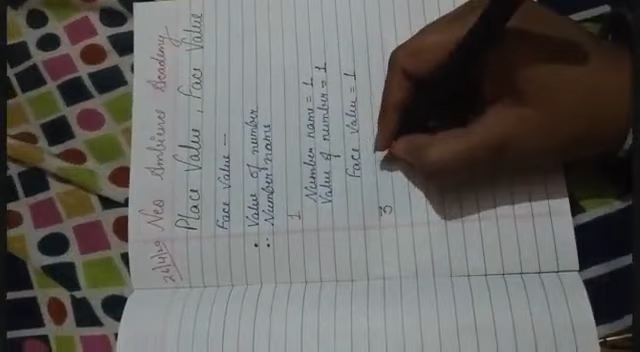 26/4/20 Neo Ambience Academy
Place Value, Face Value
Face Value -
• Value of number
• Number name
1
Number name = 1
Value of number = 1
Face Value = 1
3